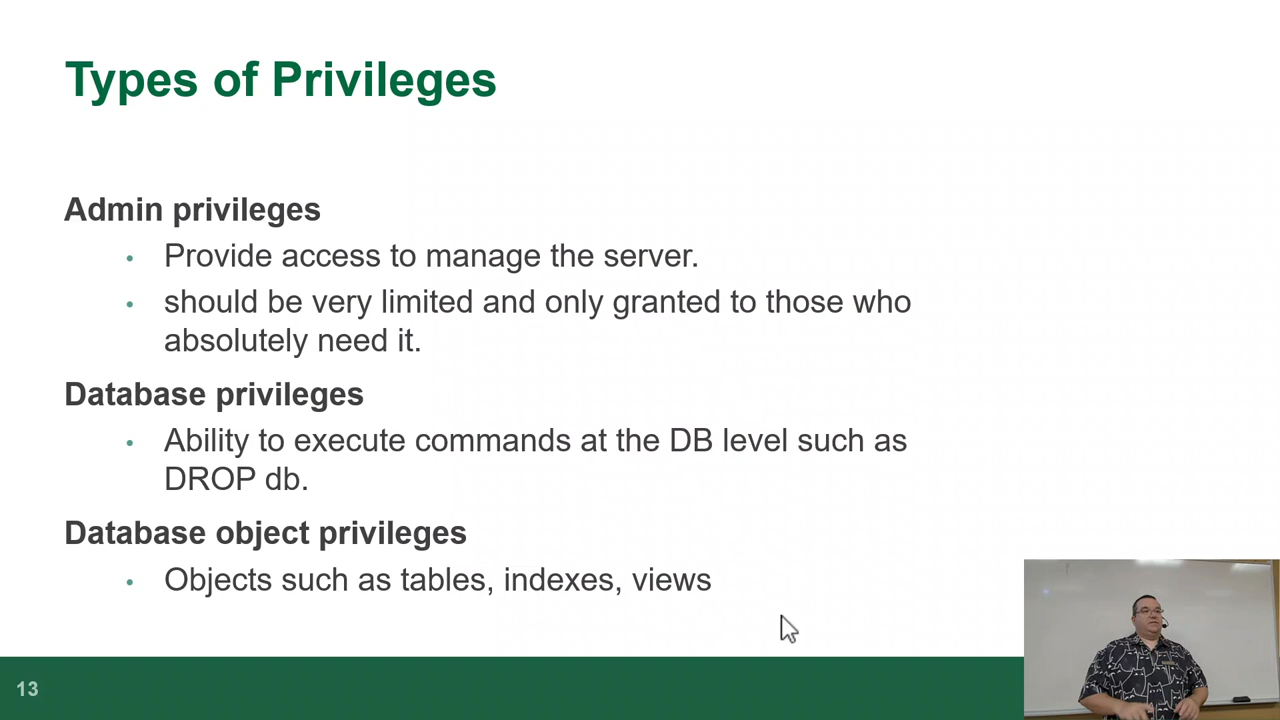 Types of Privileges
Admin privileges
• Provide access to manage the server.
• should be very limited and only granted to those who
absolutely need it.
Database privileges
• Ability to execute commands at the DB level such as
DROP db.
Database object privileges
• Objects such as tables, indexes, views
13